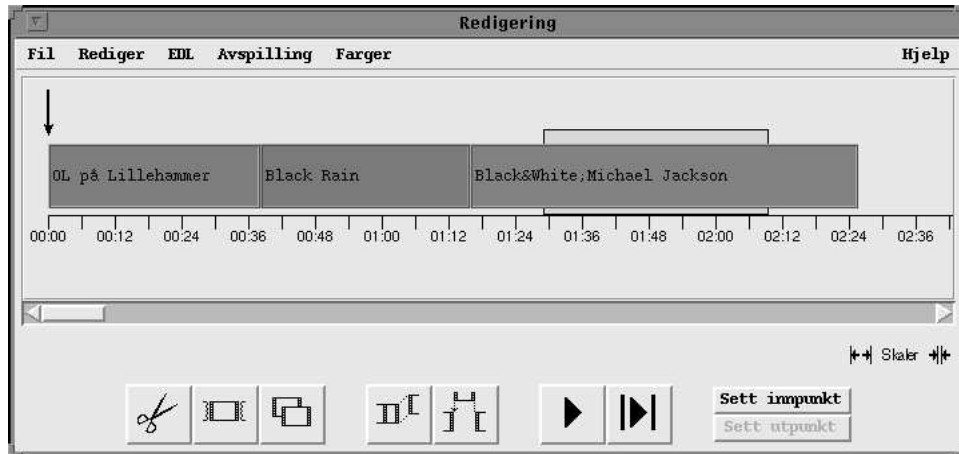 Redigering
Fil Rediger EDL Avspilling Farger Hjelp
OL på Lillehammer Black Rain Black&White;Michael Jackson
00:00 00:12 00:24 00:36 00:48 01:00 01:12 01:24 01:36 01:48 02:00 02:12 02:24 02:36
Skaler
Sett innpunkt
Sett utpunkt